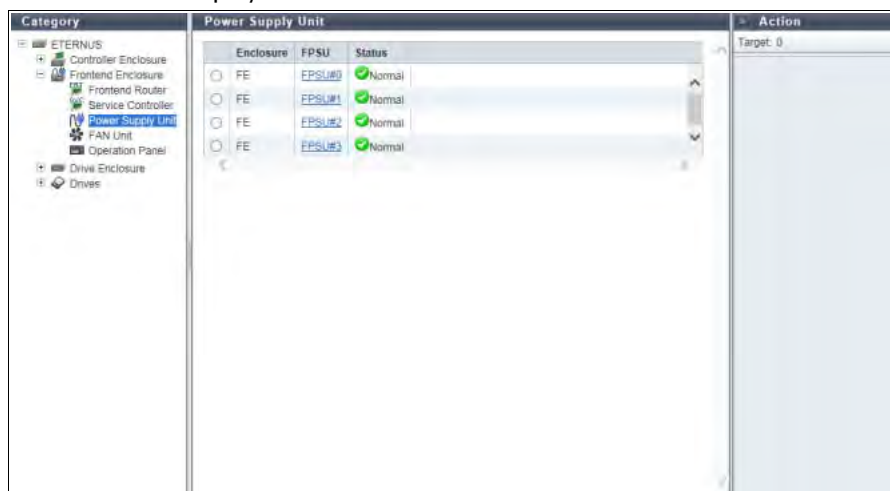 Category
ETERNUS
Controller Enclosure
Frontend Enclosure
Frontend Router
Service Controller
Power Supply Unit
FAN Unit
Operation Panel
Drive Enclosure
Drives
Power Supply Unit
Enclosure FPSU Status
FE FPSU#0 Normal
FE FPSU#1 Normal
FE FPSU#2 Normal
FE FPSU#3 Normal
Action
Target: 0